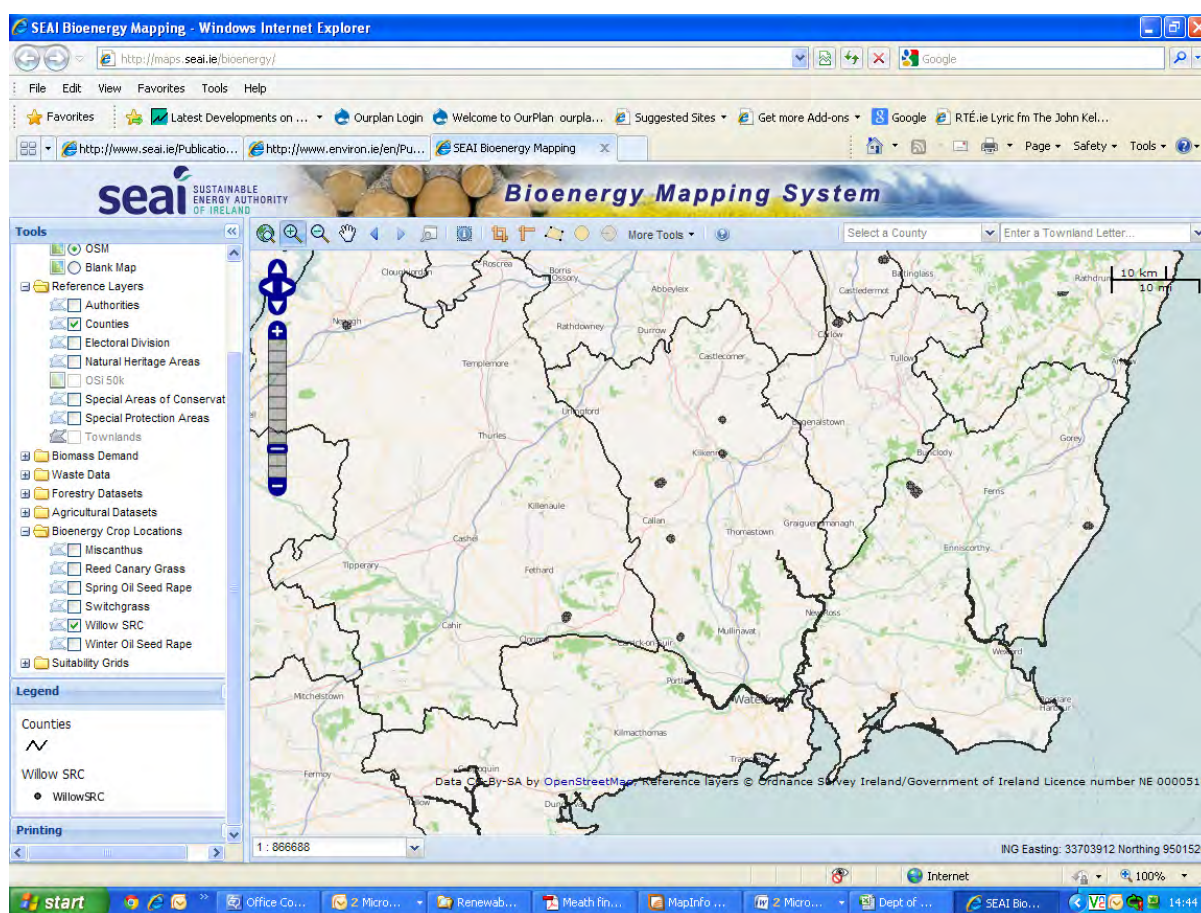 SEAI Bioenergy Mapping - Windows Internet Explorer
http://maps.seai.ie/bioenergy/
Google
File Edit View Favorites Tools Help
Favorites Latest Developments on ... Ourplan Login Welcome to OurPlan ourpla... Suggested Sites Get more Add-ons Google RTÉ.ie Lyric fm The John Kel...
http://www.seai.ie/Publicatio... http://www.environ.ie/en/Pu... SEAI Bioenergy Mapping X Page Safety Tools
seai SUSTAINABLE ENERGY AUTHORITY OF IRELAND
Bioenergy Mapping System
Tools
More Tools
Select a County
Enter a Townland Letter...
OSM
Blank Map
Reference Layers
Authorities
Counties
Electoral Division
Natural Heritage Areas
OSi 50k
Special Areas of Conservat
Special Protection Areas
Townlands
Biomass Demand
Waste Data
Forestry Datasets
Agricultural Datasets
Bioenergy Crop Locations
Miscanthus
Reed Canary Grass
Spring Oil Seed Rape
Switchgrass
Willow SRC
Winter Oil Seed Rape
Suitability Grids
Legend
Counties
Willow SRC
WillowSRC
Printing
10 km
10 mi
Cloughjordan
Roscrea
Borris
Ossory
Abbeyleix
Baltinglass
Castledermot
Rathdrum
Nenagh
Rathdowney
Durrow
Carlow
Templemore
Castlecomer
Tullow
Arklow
Urlingford
Thurles
Bagenalstown
Gorey
Kilkenny
Bunclody
Ferns
Killenaule
Callan
Thomastown
Graiguenamanagh
Cashel
Enniscorthy
Tipperary
Fethard
New Ross
Cahir
Clonmel
Carrick-on-Suir
Mullinavat
Wexford
Mitchelstown
Waterford
Rosslare
Harbour
Kilmacthomas
Fermoy
Tallow
Data CC-By-SA by OpenStreetMap, Reference layers © Ordnance Survey Ireland/Government of Ireland Licence number NE 000051
1 : 866688
ING Easting: 33703912 Northing 950152
Internet
100%
start
Office Co...
2 Micro...
Renewab...
Meath fin...
MapInfo ...
2 Micro...
Dept of ...
SEAI Bio...
14:44